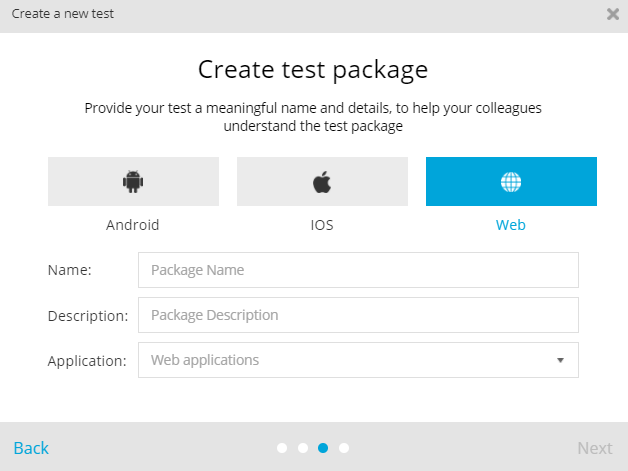 Create a new test
Create test package
Provide your test a meaningful name and details, to help your colleagues
understand the test package
Android
IOS
Web
Name:
Package Name
Description:
Package Description
Application:
Web applications
Back
Next